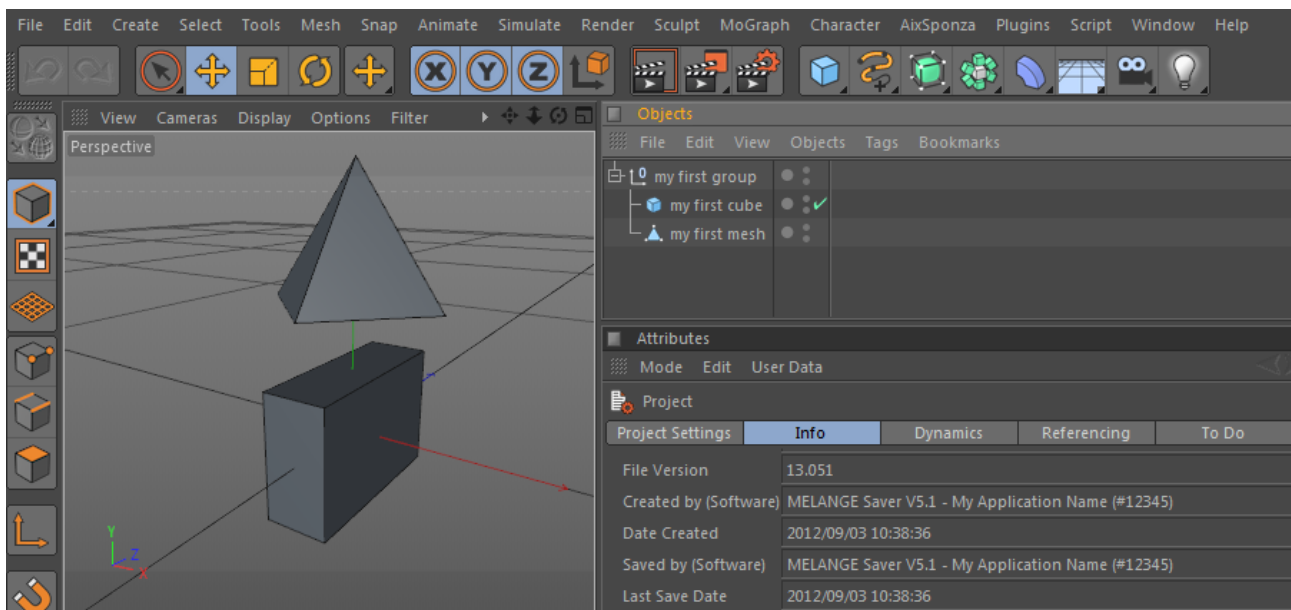 File Edit Create Select Tools Mesh Snap Animate Simulate Render Sculpt MoGraph Character AixSponza Plugins Script Window Help
X Y Z
View Cameras Display Options Filter
Perspective
Y
Z
X
Objects
File Edit View Objects Tags Bookmarks
0 my first group
my first cube
my first mesh
Attributes
Mode Edit User Data
Project
Project Settings Info Dynamics Referencing To Do
File Version 13.051
Created by (Software) MELANGE Saver V5.1 - My Application Name (#12345)
Date Created 2012/09/03 10:38:36
Saved by (Software) MELANGE Saver V5.1 - My Application Name (#12345)
Last Save Date 2012/09/03 10:38:36